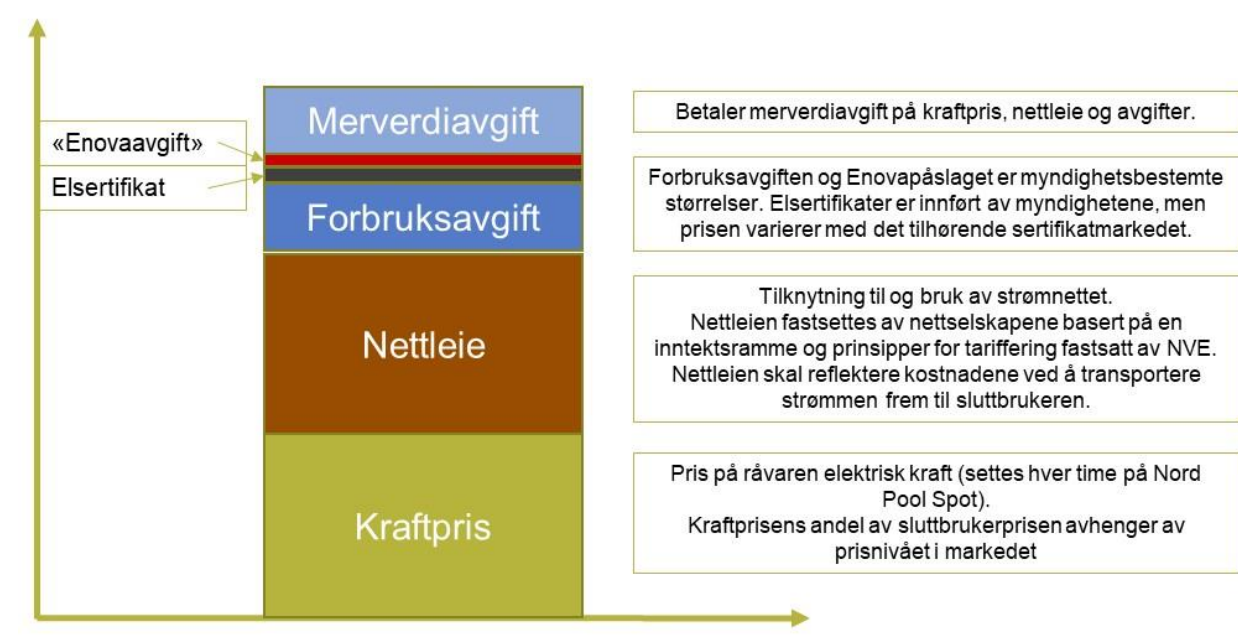 Merverdiavgift
«Enovaavgift»
Elsertifikat
Forbruksavgift
Nettleie
Kraftpris
Betaler merverdiavgift på kraftpris, nettleie og avgifter.
Forbruksavgiften og Enovapåslaget er myndighetsbestemte
størrelser. Elsertifikater er innført av myndighetene, men
prisen varierer med det tilhørende sertifikatmarkedet.
Tilknytning til og bruk av strømnettet.
Nettleien fastsettes av nettselskapene basert på en
inntektsramme og prinsipper for tariffering fastsatt av NVE.
Nettleien skal reflektere kostnadene ved å transportere
strømmen frem til sluttbrukeren.
Pris på råvaren elektrisk kraft (settes hver time på Nord
Pool Spot).
Kraftprisens andel av sluttbrukerprisen avhenger av
prisnivået i markedet